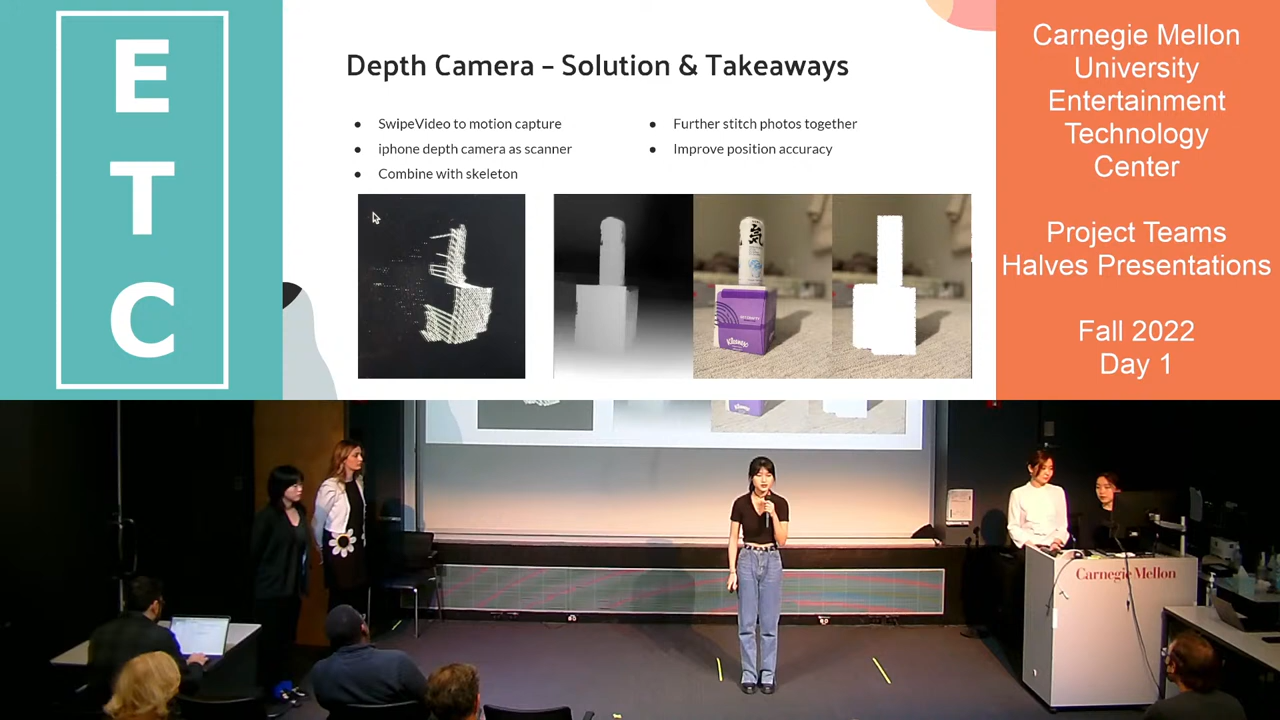 E
T
C
Depth Camera – Solution & Takeaways
SwipeVideo to motion capture
iphone depth camera as scanner
Combine with skeleton
Further stitch photos together
Improve position accuracy
気
Kleenex
Carnegie Mellon
University
Entertainment
Technology
Center
Project Teams
Halves Presentations
Fall 2022
Day 1
Carnegie Mellon